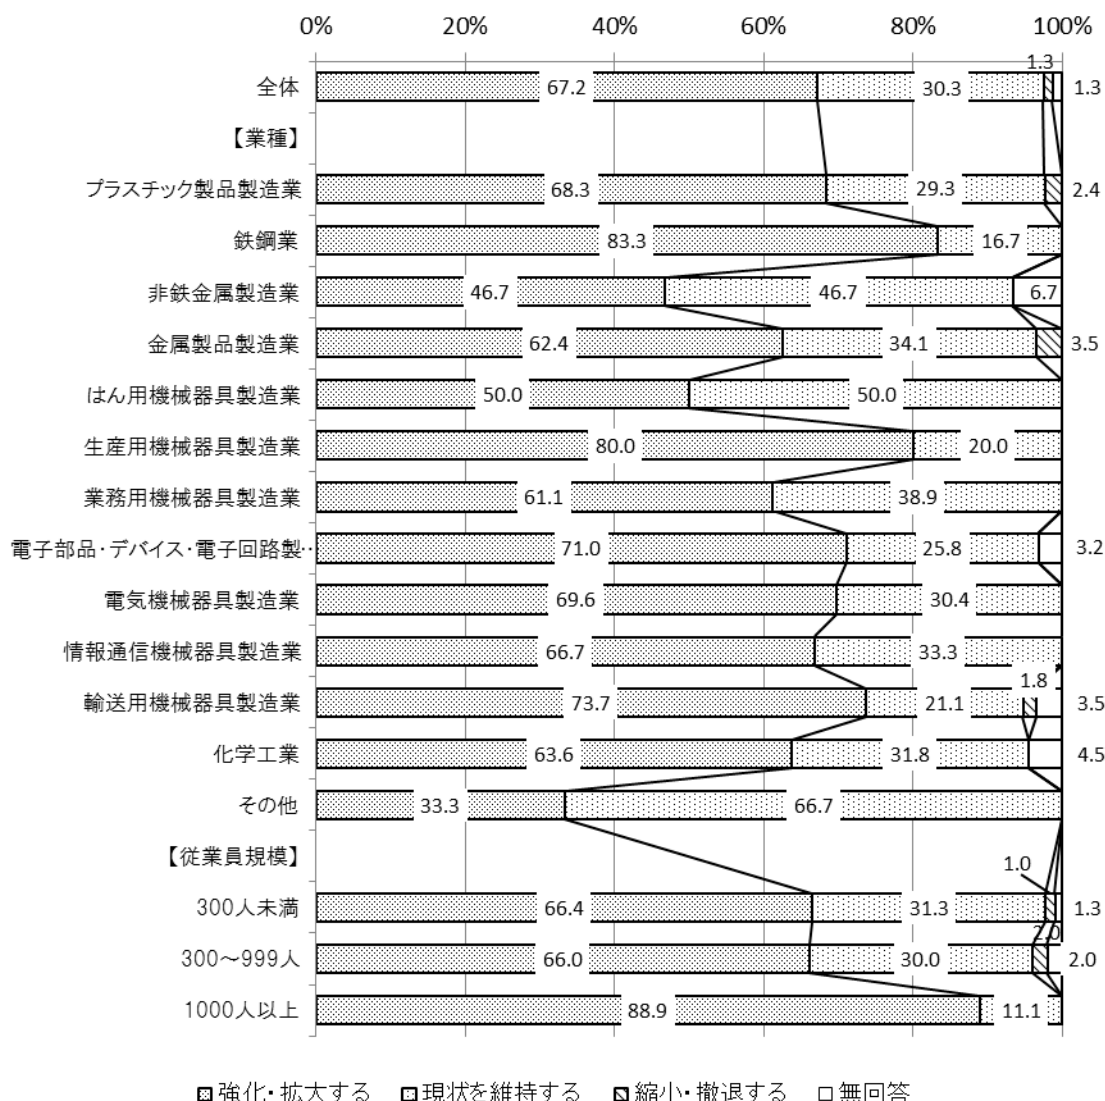 0% 20% 40% 60% 80% 100%
全体 67.2 30.3 1.3 1.3
【業種】
プラスチック製品製造業 68.3 29.3 2.4
鉄鋼業 83.3 16.7
非鉄金属製造業 46.7 46.7 6.7
金属製品製造業 62.4 34.1 3.5
はん用機械器具製造業 50.0 50.0
生産用機械器具製造業 80.0 20.0
業務用機械器具製造業 61.1 38.9
電子部品・デバイス・電子回路製‥ 71.0 25.8 3.2
電気機械器具製造業 69.6 30.4
情報通信機械器具製造業 66.7 33.3
輸送用機械器具製造業 73.7 21.1 1.8 3.5
化学工業 63.6 31.8 4.5
その他 33.3 66.7
【従業員規模】
300人未満 66.4 31.3 1.0 1.3
300～999人 66.0 30.0 2.0 2.0
1000人以上 88.9 11.1
強化・拡大する 現状を維持する 縮小・撤退する 無回答